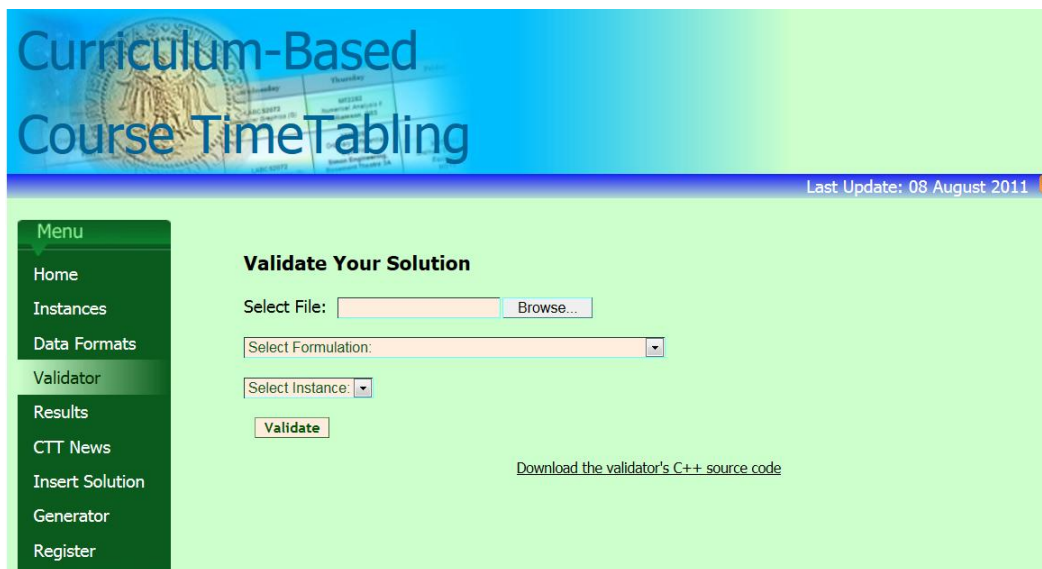 Curriculum-Based
Course TimeTabling
Thursday
Last Update: 08 August 2011
Menu
Home
Instances
Data Formats
Validator
Results
CTT News
Insert Solution
Generator
Register
Validate Your Solution
Select File:
Browse...
Select Formulation:
Select Instance:
Validate
Download the validator's C++ source code